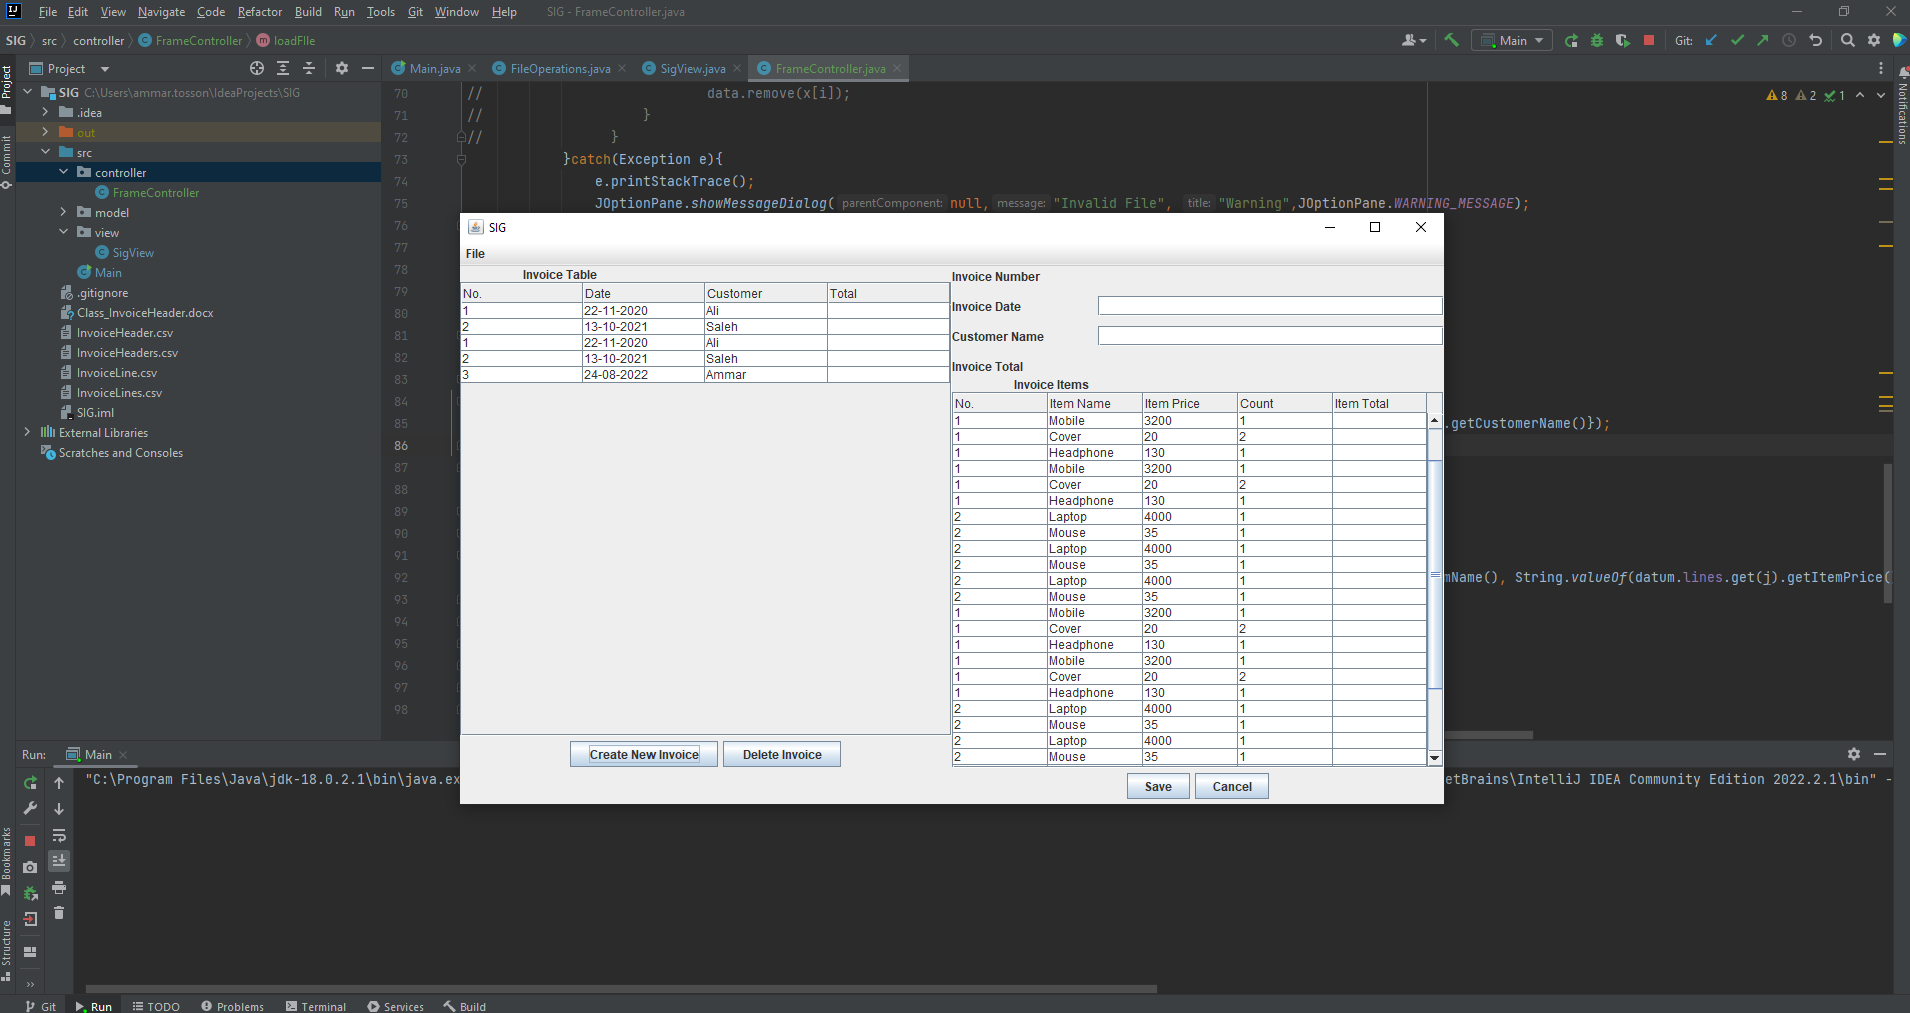 File Edit View Navigate Code Refactor Build Run Tools Git Window Help SIG - FrameController.java
SIG src controller FrameController loadFIle Main Git:
Project
Main.java FileOperations.java SigView.java FrameController.java
SIG C:\Users\ammar.tosson\IdeaProjects\SIG
.idea
out
src
controller
FrameController
model
view
SigView
Main
.gitignore
Class_InvoiceHeader.docx
InvoiceHeader.csv
InvoiceHeaders.csv
InvoiceLine.csv
InvoiceLines.csv
SIG.iml
External Libraries
Scratches and Consoles
Project
Commit
Bookmarks
Structure
Notifications
8 2 1
70 // data.remove(x[i]);
71 // }
72 // }
73 }catch(Exception e){
74 e.printStackTrace();
75 JOptionPane.showMessageDialog( parentComponent: null, message: "Invalid File", title: "Warning",JOptionPane.WARNING_MESSAGE);
76
77
78
79
80
81
82
83
84
85 .getCustomerName()});
86
87
88
89
90
91
92 mName(), String.valueOf(datum.lines.get(j).getItemPrice(
93
94
95
96
97
98
SIG
File
Invoice Table
No. Date Customer Total
1 22-11-2020 Ali
2 13-10-2021 Saleh
1 22-11-2020 Ali
2 13-10-2021 Saleh
3 24-08-2022 Ammar
Create New Invoice Delete Invoice
Invoice Number
Invoice Date
Customer Name
Invoice Total
Invoice Items
No. Item Name Item Price Count Item Total
1 Mobile 3200 1
1 Cover 20 2
1 Headphone 130 1
1 Mobile 3200 1
1 Cover 20 2
1 Headphone 130 1
2 Laptop 4000 1
2 Mouse 35 1
2 Laptop 4000 1
2 Mouse 35 1
2 Laptop 4000 1
2 Mouse 35 1
1 Mobile 3200 1
1 Cover 20 2
1 Headphone 130 1
1 Mobile 3200 1
1 Cover 20 2
1 Headphone 130 1
2 Laptop 4000 1
2 Mouse 35 1
2 Laptop 4000 1
2 Mouse 35 1
Save Cancel
Run: Main
"C:\Program Files\Java\jdk-18.0.2.1\bin\java.ex etBrains\IntelliJ IDEA Community Edition 2022.2.1\bin" -
Git Run TODO Problems Terminal Services Build